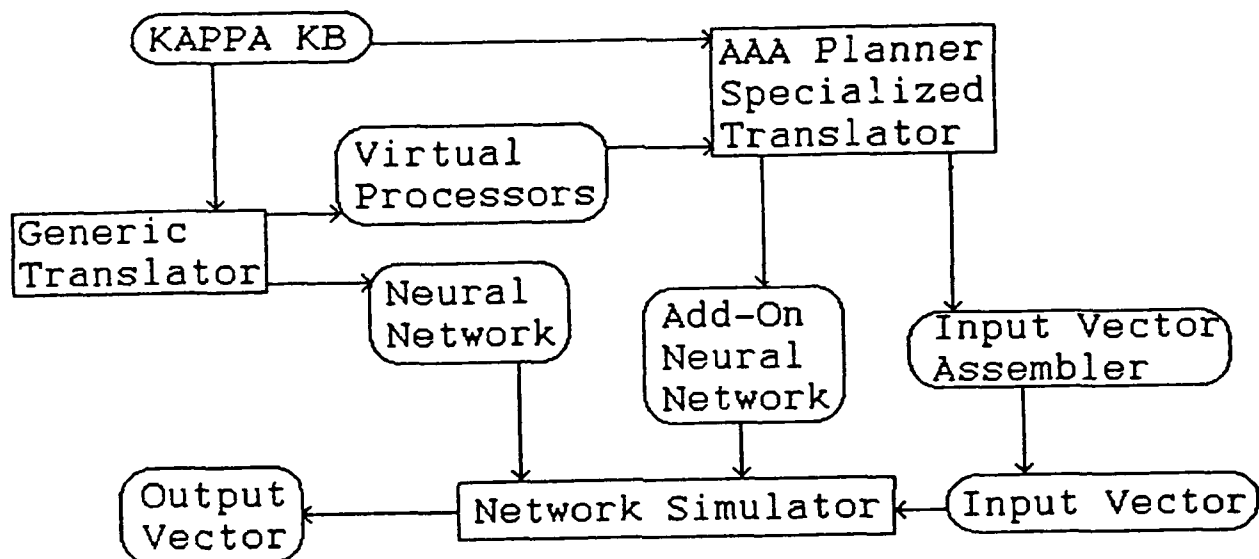 KAPPA KB
AAA Planner
Specialized
Translator
Virtual
Processors
Generic
Translator
Neural
Network
Add-On
Neural
Network
Input Vector
Assembler
Output
Vector
Network Simulator
Input Vector